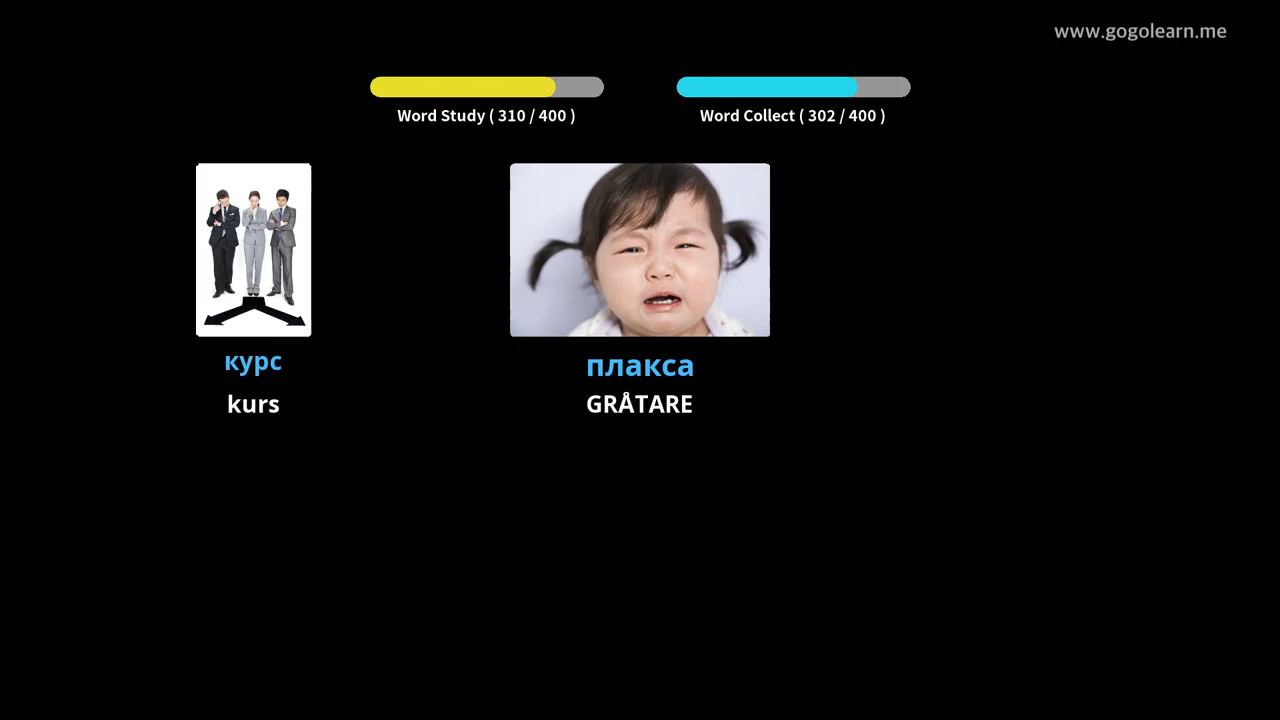 www.gogolearn.me
Word Study ( 310 / 400 )
Word Collect ( 302 / 400 )
курс
kurs
плакса
GRÅTARE